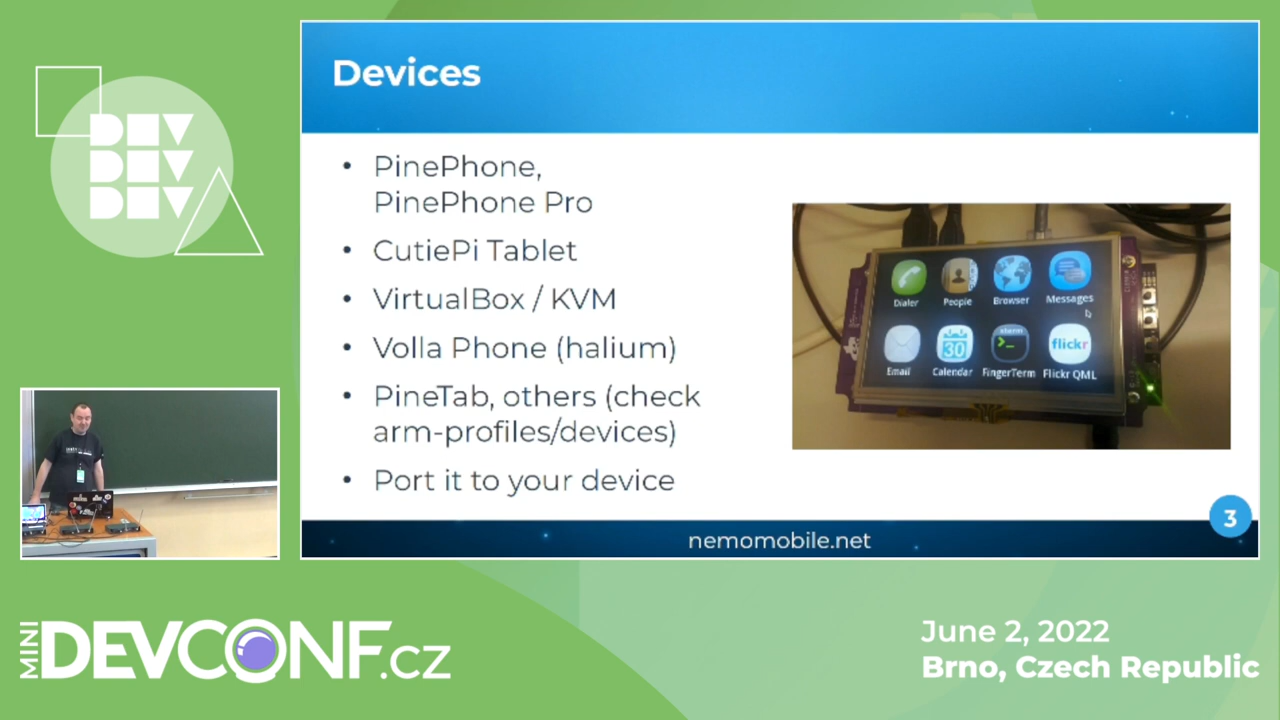 DEV
DEV
DEV
Devices
• PinePhone,
PinePhone Pro
• CutiePi Tablet
• VirtualBox / KVM
• Volla Phone (halium)
• PineTab, others (check
arm-profiles/devices)
• Port it to your device
Dialer People Browser Messages
30
xterm
flickr
Email Calendar FingerTerm Flickr QML
3
nemomobile.net
MINI DEVCONF.CZ
June 2, 2022
Brno, Czech Republic